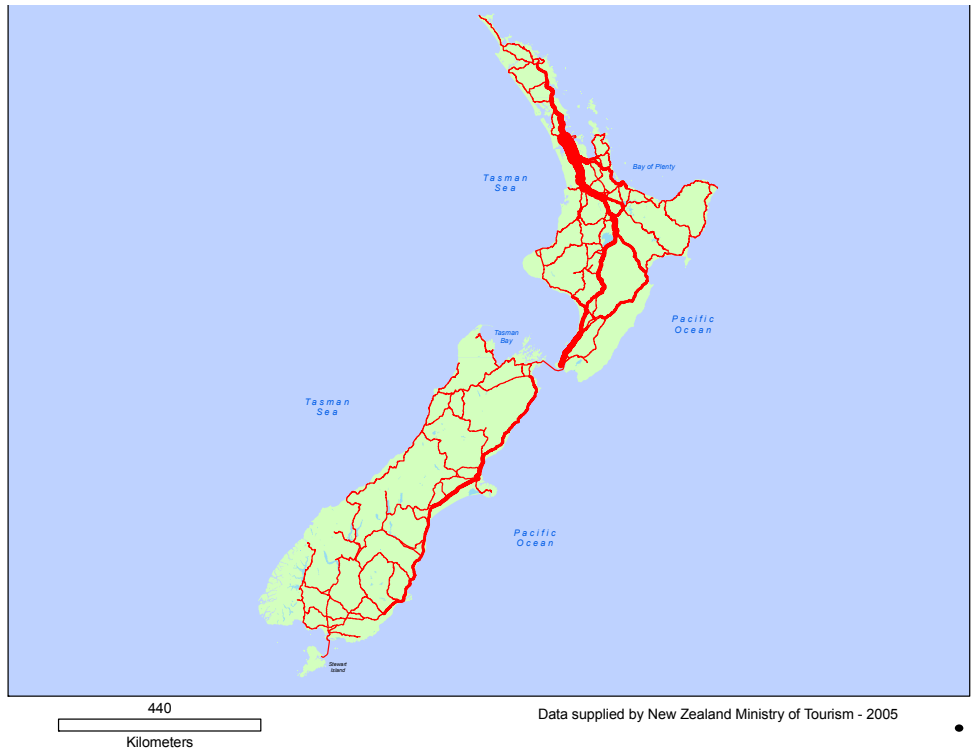 Bay of Plenty
Tasman
Sea
Pacific
Ocean
Tasman
Bay
Tasman
Sea
Pacific
Ocean
Stewart
Island
440
Kilometers
Data supplied by New Zealand Ministry of Tourism - 2005